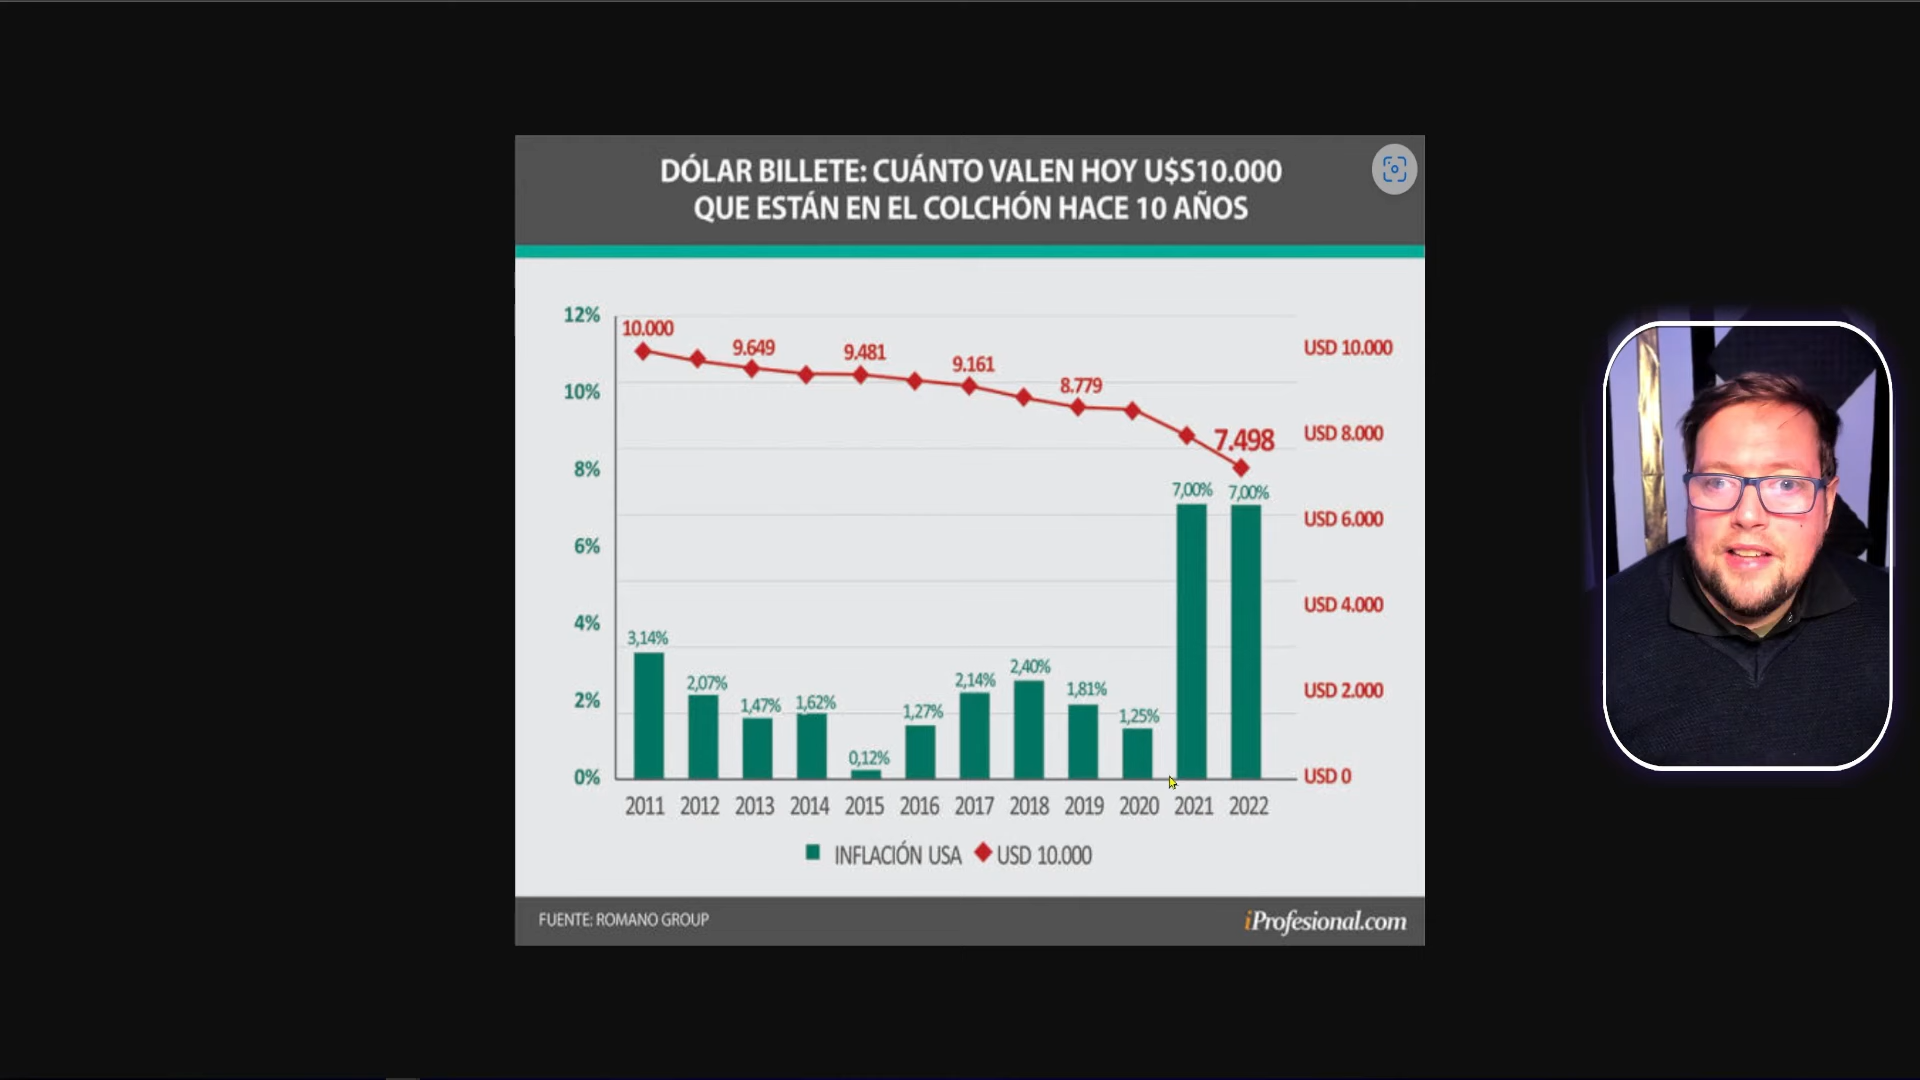 DÓLAR BILLETE: CUÁNTO VALEN HOY U$S10.000
QUE ESTÁN EN EL COLCHÓN HACE 10 AÑOS
12%
10%
8%
6%
4%
2%
0%
10.000
9.649
9.481
9.161
8.779
7.498
USD 10.000
USD 8.000
USD 6.000
USD 4.000
USD 2.000
USD 0
3,14%
2,07%
1,47%
1,62%
0,12%
1,27%
2,14%
2,40%
1,81%
1,25%
7,00%
7,00%
2011 2012 2013 2014 2015 2016 2017 2018 2019 2020 2021 2022
INFLACIÓN USA USD 10.000
FUENTE: ROMANO GROUP
iProfesional.com